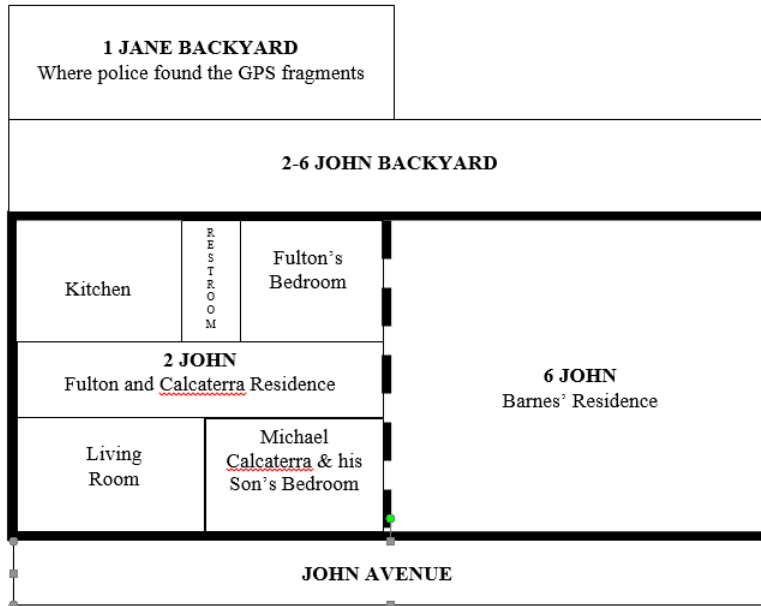 1 JANE BACKYARD
Where police found the GPS fragments
2-6 JOHN BACKYARD
Kitchen
RESTROOM
Fulton's
Bedroom
2 JOHN
Fulton and Calcaterra Residence
6 JOHN
Barnes' Residence
Living
Room
Michael
Calcaterra & his
Son's Bedroom
JOHN AVENUE